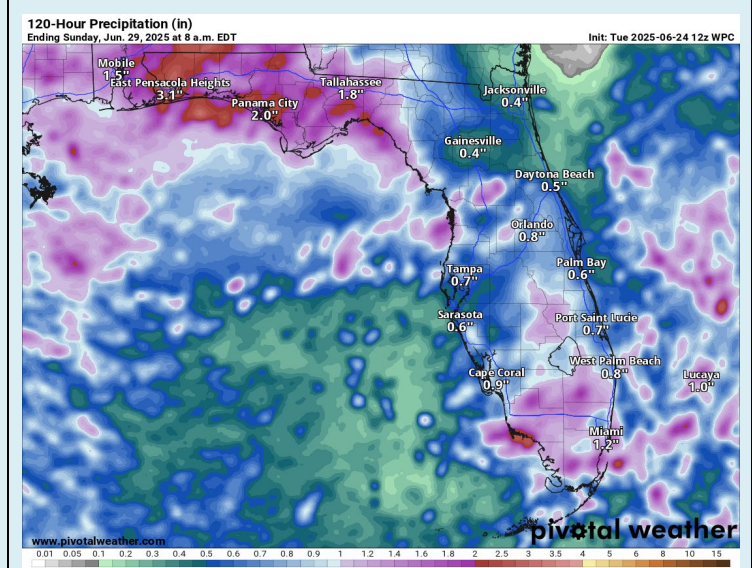 120-Hour Precipitation (in)
Ending Sunday, Jun. 29, 2025 at 8 a.m. EDT
Init: Tue 2025-06-24 12z WPC
Mobile
1.5"
East Pensacola Heights
3.1"
Panama City
2.0"
Tallahassee
1.8"
Jacksonville
0.4"
Gainesville
0.4"
Daytona Beach
0.5"
Orlando
0.8"
Palm Bay
0.6"
Tampa
0.7"
Sarasota
0.6"
Port Saint Lucie
0.7"
West Palm Beach
0.8"
Cape Coral
0.9"
Lucaya
1.0"
Miami
1.2"
www.pivotalweather.com
pivotal weather
0.01 0.05 0.1 0.2 0.3 0.4 0.5 0.6 0.7 0.8 0.9 1 1.2 1.4 1.6 1.8 2 2.5 3 3.5 4 5 6 8 10 15